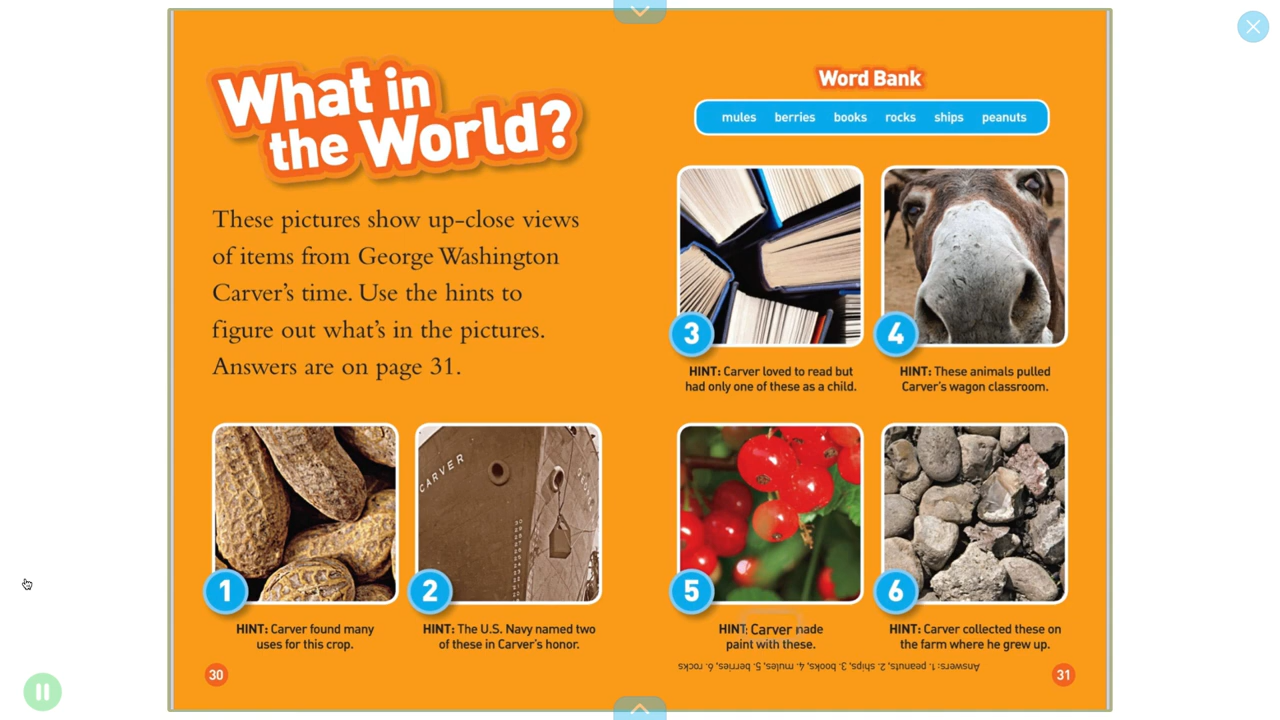 What in
the World?
These pictures show up-close views
of items from George Washington
Carver's time. Use the hints to
figure out what's in the pictures.
Answers are on page 31.
CARVER
1
HINT: Carver found many
uses for this crop.
2
HINT: The U.S. Navy named two
of these in Carver's honor.
30
Word Bank
mules berries books rocks ships peanuts
3
HINT: Carver loved to read but
had only one of these as a child.
4
HINT: These animals pulled
Carver's wagon classroom.
5
HINT: Carver made
paint with these.
6
HINT: Carver collected these on
the farm where he grew up.
Answers: 1. peanuts, 2. ships, 3. books, 4. mules, 5. berries, 6. rocks
31